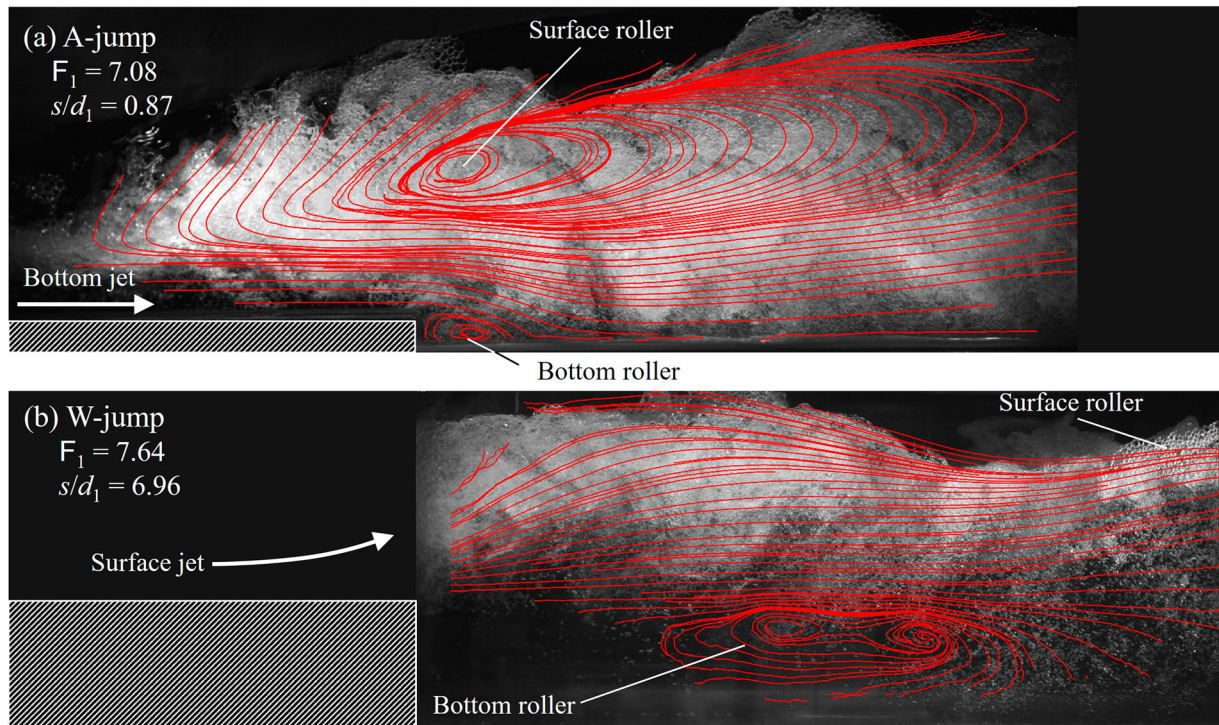 (a) A-jump
F₁ = 7.08
s/d₁ = 0.87
Surface roller
Bottom jet
Bottom roller
(b) W-jump
F₁ = 7.64
s/d₁ = 6.96
Surface roller
Surface jet
Bottom roller